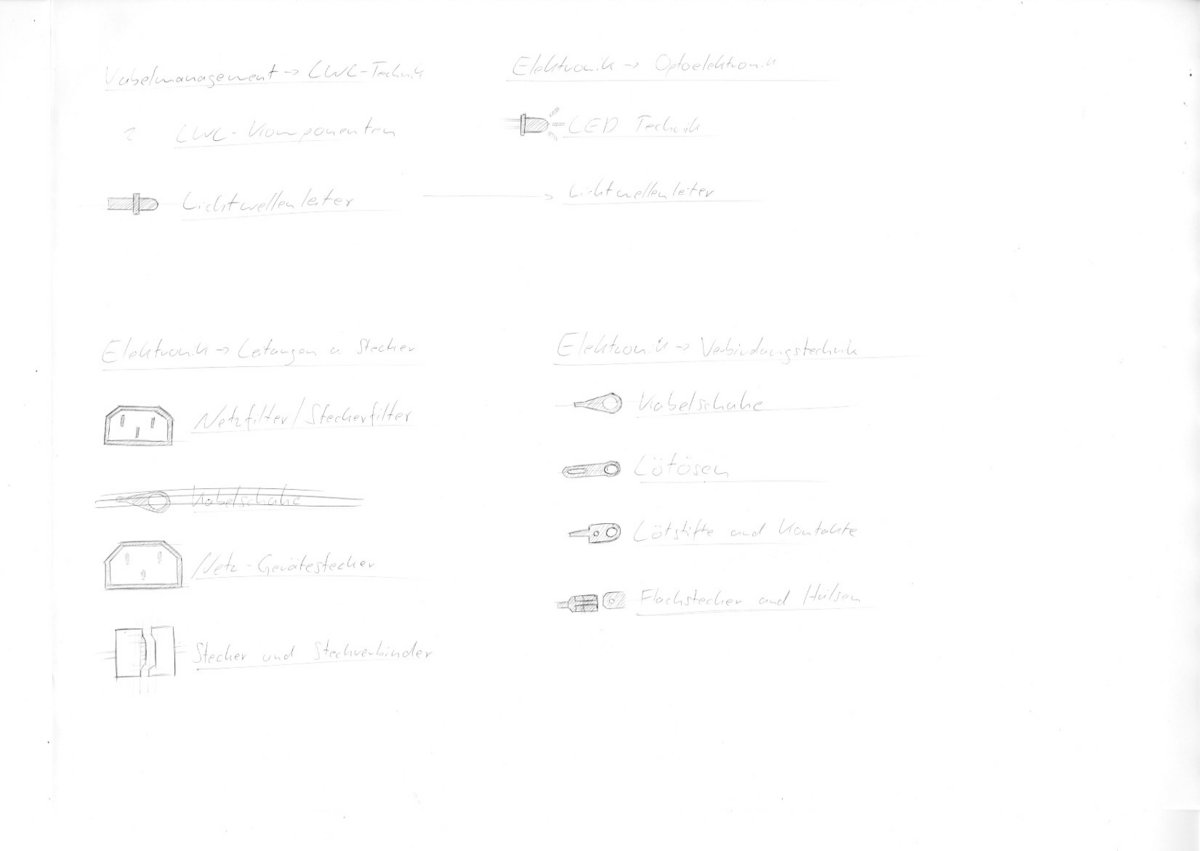 Kabelmanagement → LWL-Technik
?
LWL-Komponenten
Lichtwellenleiter
Elektronik → Optoelektronik
LED Technik
→ Lichtwellenleiter
Elektronik → Leitungen u Stecker
Netzfilter/Steckerfilter
Kabelschuhe
Netz-Gerätestecker
Stecker und Steckverbinder
Elektronik → Verbindungstechnik
Kabelschuhe
Lötösen
Lötstifte und Kontakte
Flachstecker und Hülsen